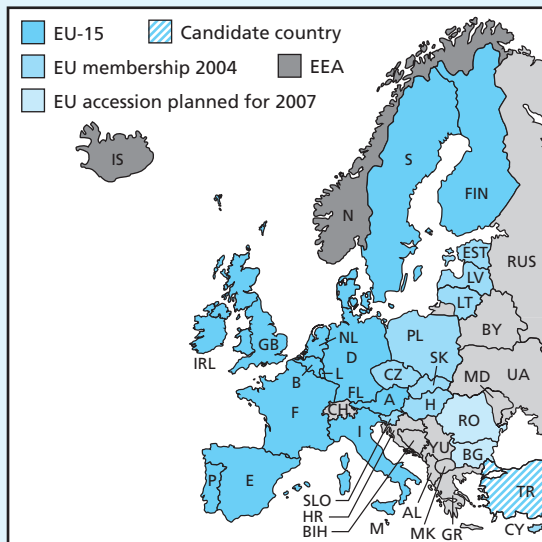 EU-15 Candidate country
EU membership 2004 EEA
EU accession planned for 2007
IS
S
FIN
N
EST
RUS
LV
LT
IRL
GB
NL
BY
PL
D
SK
B
L
CZ
MD
UA
FL
F
CH
A
H
RO
I
YU
BG
P
E
SLO
HR
BIH
AL
TR
M
MK
GR
CY